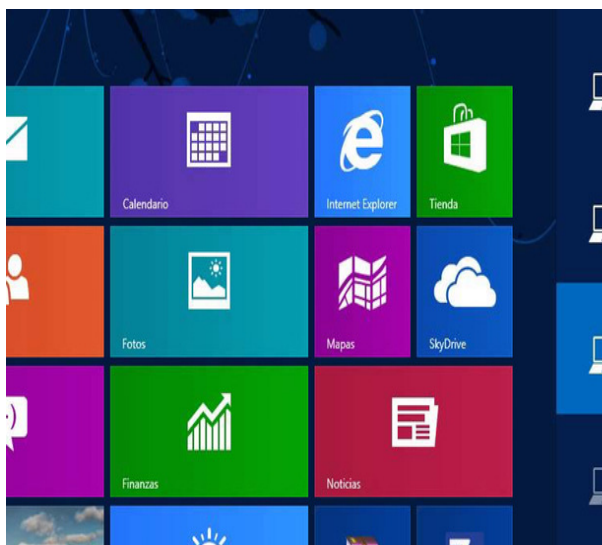 Calendario
Internet Explorer
Tienda
Fotos
Mapas
SkyDrive
Finanzas
Noticias